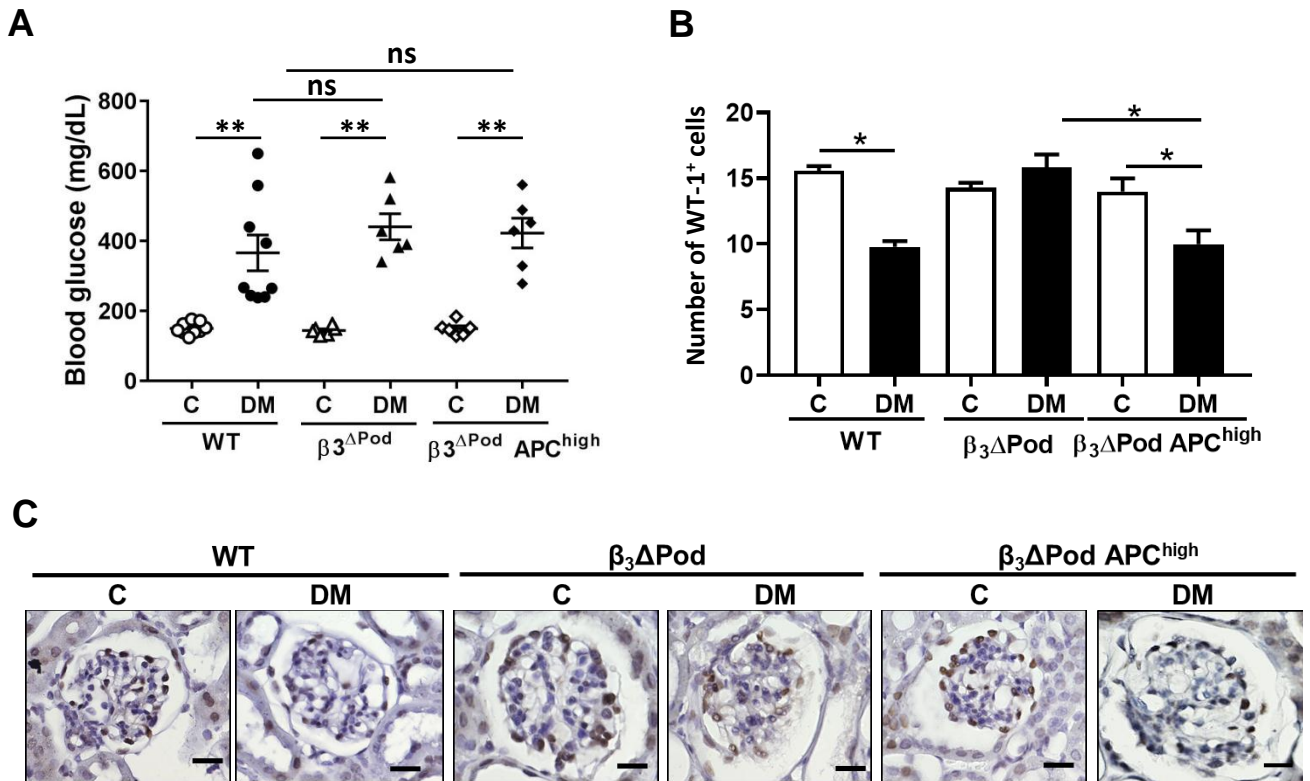 A
ns
ns
** ** **
Blood glucose (mg/dL)
800
600
400
200
0
C DM C DM C DM
WT β3ΔPod β3ΔPod APChigh
B
*
* *
Number of WT-1+ cells
20
15
10
5
0
C DM C DM C DM
WT β3ΔPod β3ΔPod APChigh
C
WT β3ΔPod β3ΔPod APChigh
C DM C DM C DM